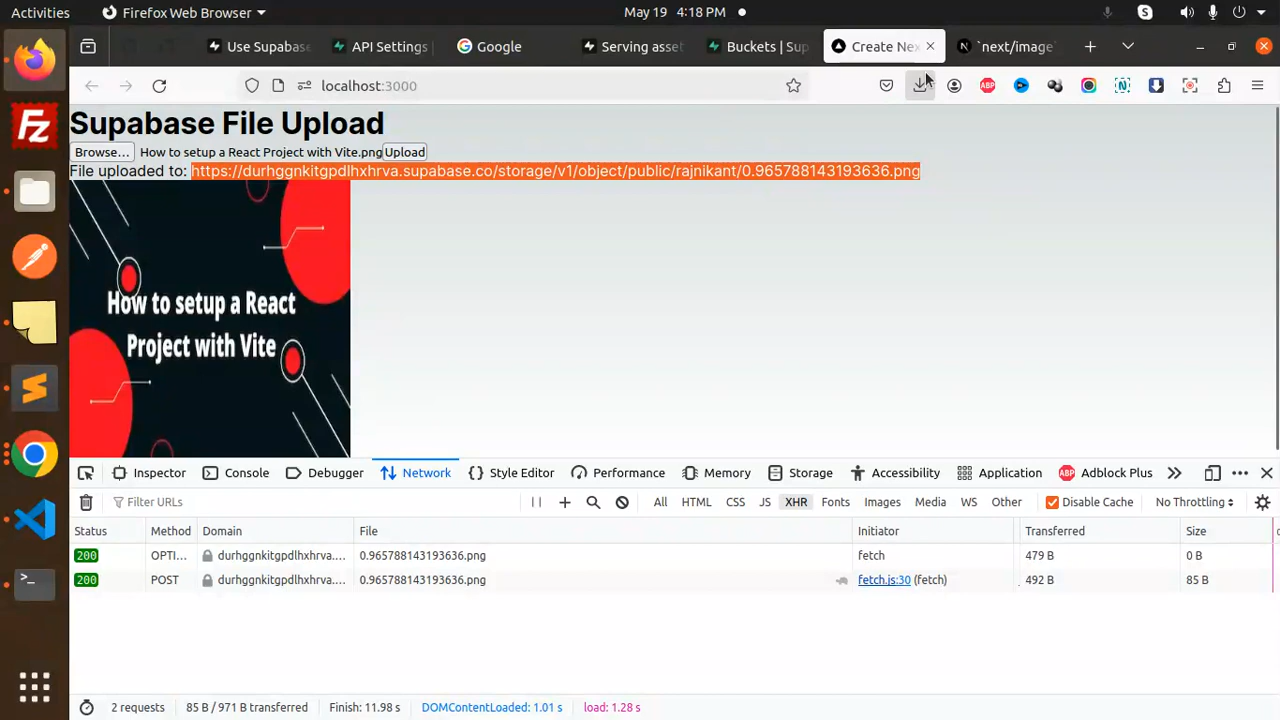 Activities Firefox Web Browser May 19 4:18 PM
Use Supabase API Settings Google Serving asset Buckets | Sup Create Nex `next/image`
localhost:3000
Supabase File Upload
Browse... How to setup a React Project with Vite.png Upload
File uploaded to: https://durhggnkitgpdlhxhrva.supabase.co/storage/v1/object/public/rajnikant/0.965788143193636.png
How to setup a React
Project with Vite
Inspector Console Debugger Network Style Editor Performance Memory Storage Accessibility Application Adblock Plus
Filter URLs All HTML CSS JS XHR Fonts Images Media WS Other Disable Cache No Throttling
Status Method Domain File Initiator Transferred Size
200 OPTI... durhggnkitgpdlhxhrva.... 0.965788143193636.png fetch 479 B 0 B
200 POST durhggnkitgpdlhxhrva.... 0.965788143193636.png fetch.js:30 (fetch) 492 B 85 B
2 requests 85 B / 971 B transferred Finish: 11.98 s DOMContentLoaded: 1.01 s load: 1.28 s